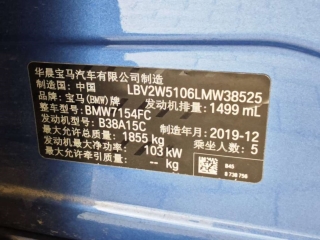 华晨宝马汽车有限公司制造
制造国：中国 LBV2W5106LMW38525
品牌：宝马(BMW)牌 发动机排量：1499 mL
整车型号：BMW7154FC
发动机型号：B38A15C 制造年月：2019-12
最大允许总质量：1855 kg 乘坐人数：5
发动机最大净功率：103 kW
最大允许牵引质量：-- kg
B45
8 738 756